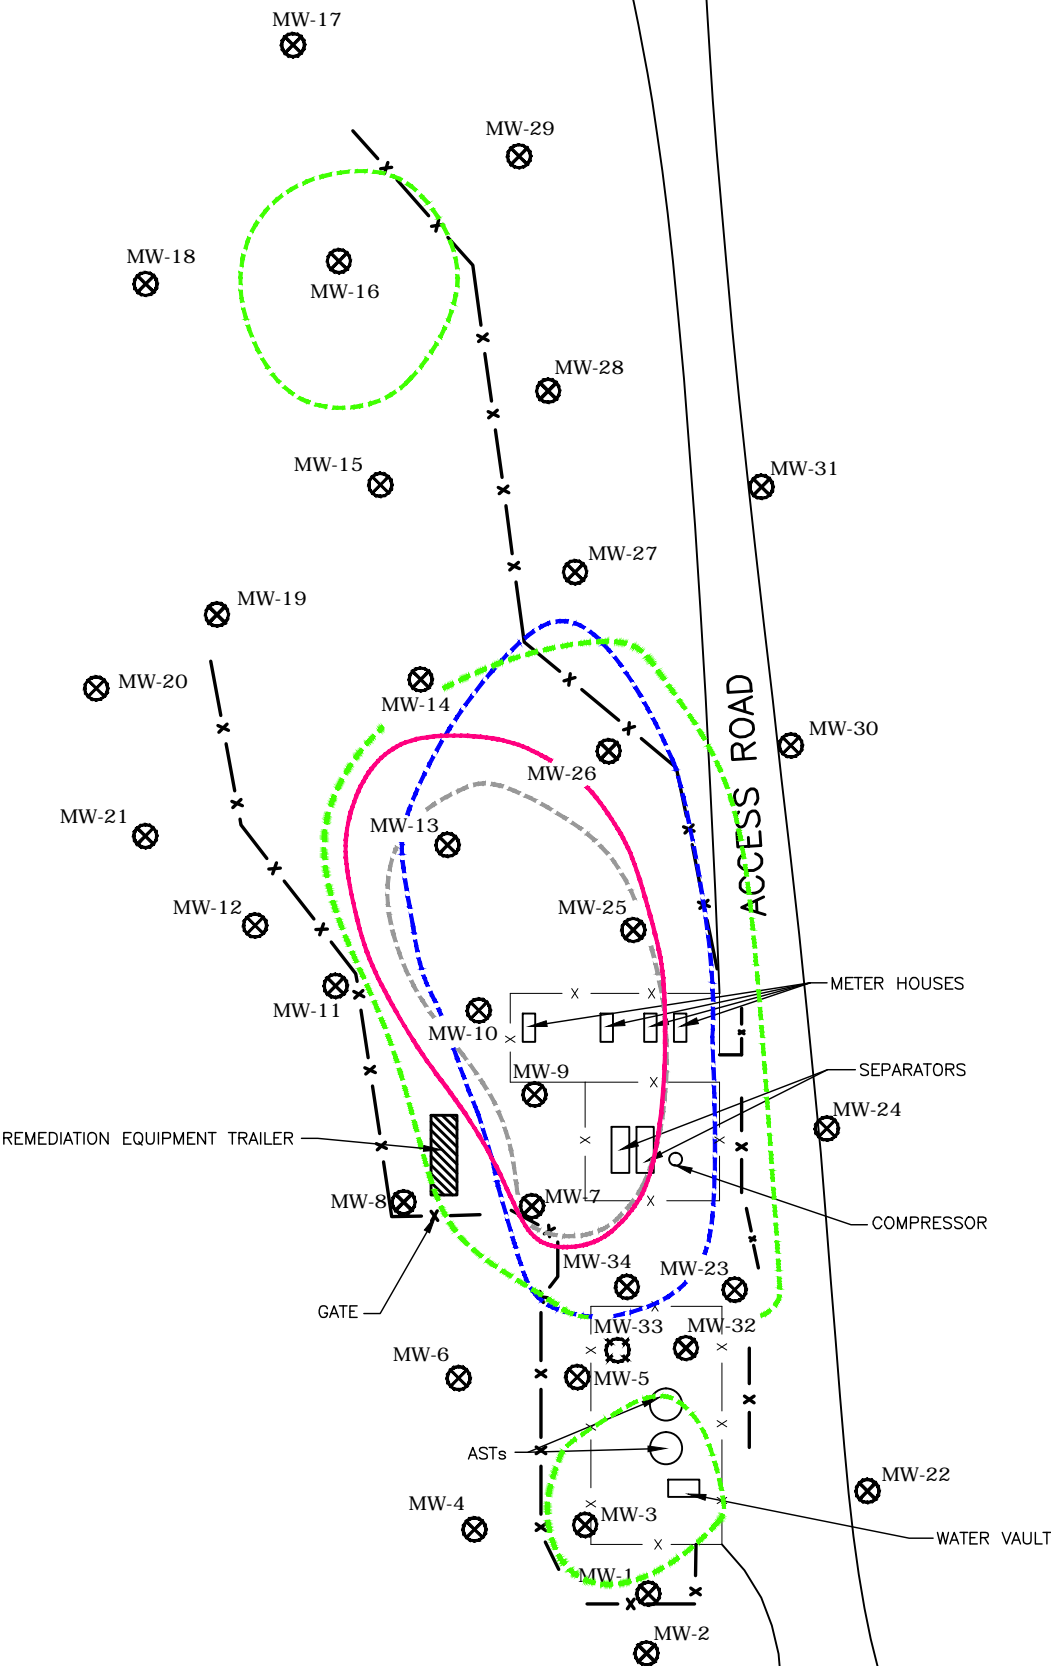 MW-17
MW-29
MW-18
MW-16
MW-28
MW-15
MW-31
MW-27
MW-19
MW-20
MW-14
ACCESS ROAD
MW-30
MW-26
MW-21
MW-13
MW-12
MW-25
METER HOUSES
MW-11
MW-10
MW-9
SEPARATORS
MW-24
REMEDIATION EQUIPMENT TRAILER
MW-8
MW-7
COMPRESSOR
MW-34
MW-23
GATE
MW-33
MW-32
MW-6
MW-5
ASTs
MW-22
MW-4
MW-3
WATER VAULT
MW-1
MW-2